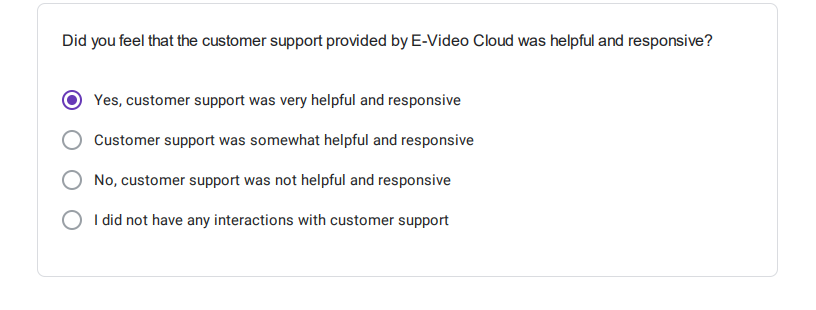 Did you feel that the customer support provided by E-Video Cloud was helpful and responsive?
Yes, customer support was very helpful and responsive
Customer support was somewhat helpful and responsive
No, customer support was not helpful and responsive
I did not have any interactions with customer support